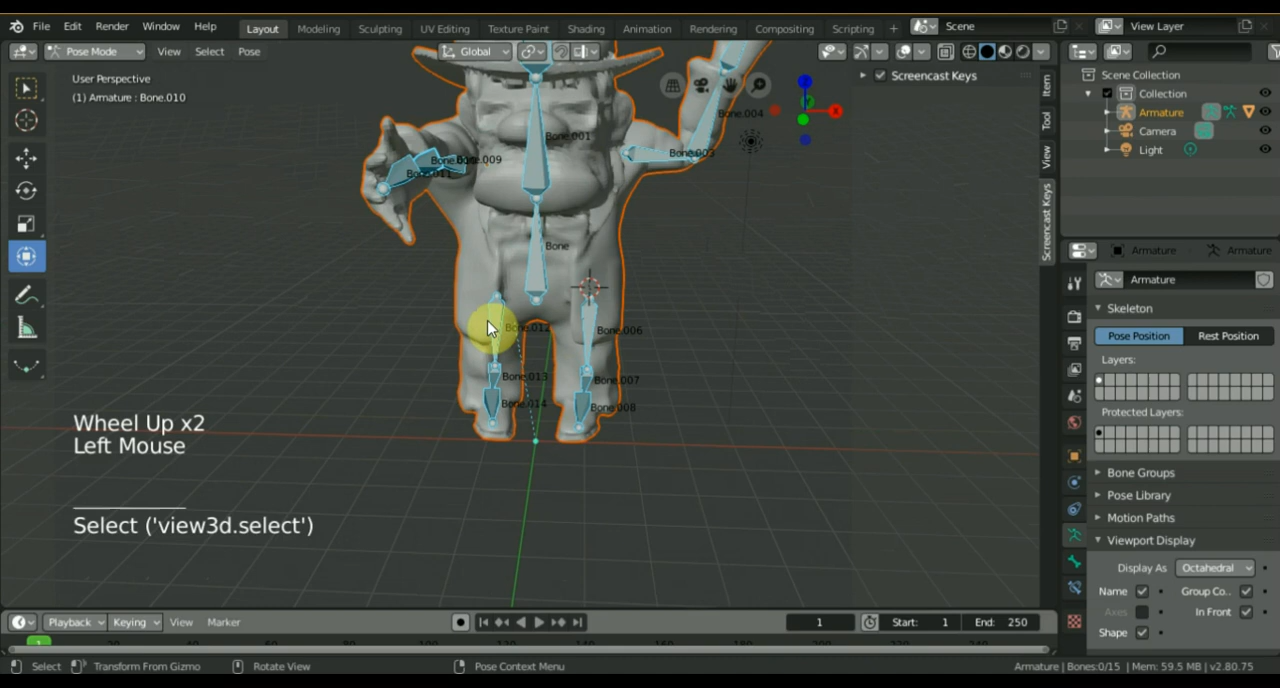 File Edit Render Window Help Layout Modeling Sculpting UV Editing Texture Paint Shading Animation Rendering Compositing Scripting + Scene View Layer
Pose Mode View Select Pose Global
User Perspective
(1) Armature : Bone.010
Screencast Keys
Item
Tool
View
Screencast Keys
Bone.004
Bone.001
Bone.003
Bone.009
Bone.011
Bone
Bone.012
Bone.006
Bone.013
Bone.007
Bone.014
Bone.008
Wheel Up x2
Left Mouse
Select ('view3d.select')
Scene Collection
Collection
Armature
Camera
Light
Armature Armature
Armature
Skeleton
Pose Position Rest Position
Layers:
Protected Layers:
Bone Groups
Pose Library
Motion Paths
Viewport Display
Display As Octahedral
Name Group Co..
Axes In Front
Shape
Playback Keying View Marker 1 Start: 1 End: 250
1
Select Transform From Gizmo Rotate View Pose Context Menu Armature | Bones:0/15 | Mem: 59.5 MB | v2.80.75